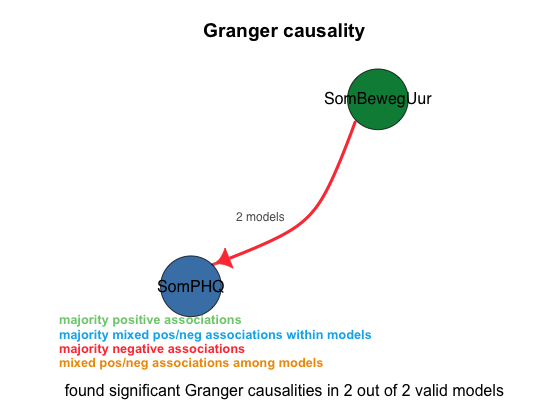 Granger causality
SomBewegUur
2 models
SomPHQ
majority positive associations
majority mixed pos/neg associations within models
majority negative associations
mixed pos/neg associations among models
found significant Granger causalities in 2 out of 2 valid models